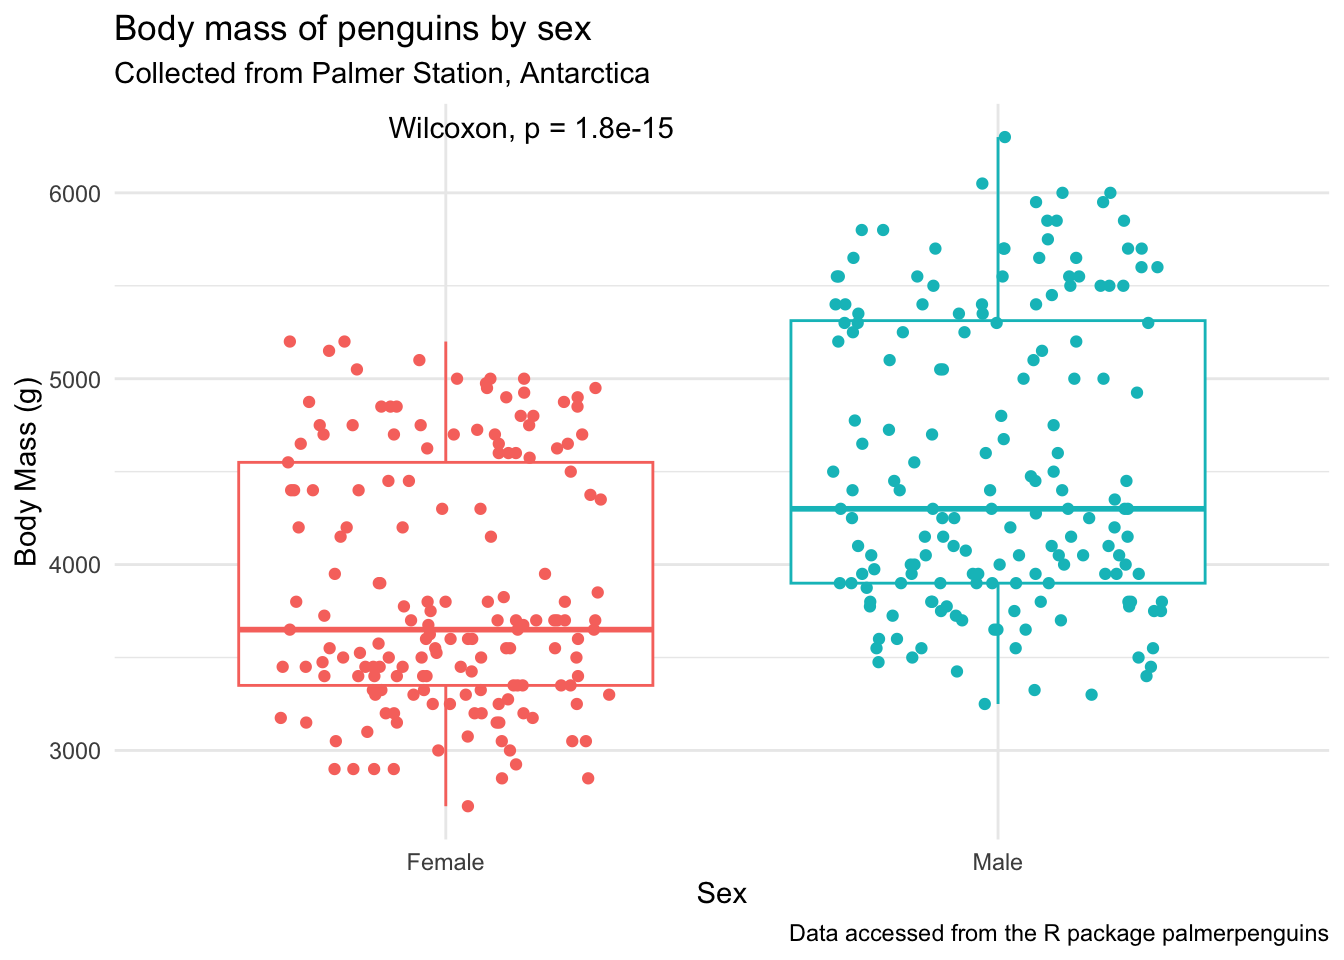 Body mass of penguins by sex
Collected from Palmer Station, Antarctica
Wilcoxon, p = 1.8e-15
6000
5000
4000
3000
Body Mass (g)
Female
Male
Sex
Data accessed from the R package palmerpenguins